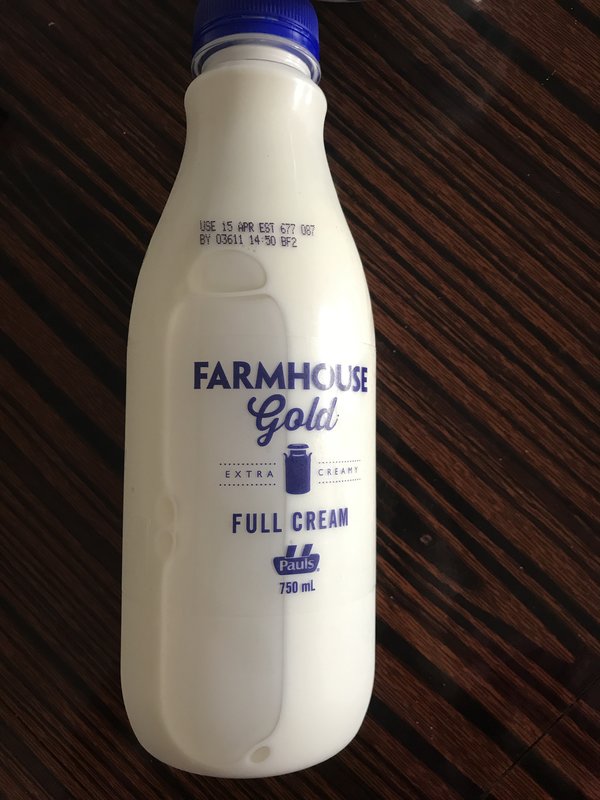 USE 15 APR EST 677 087
BY 03611 14:50 BF2
FARMHOUSE
Gold
EXTRA CREAMY
FULL CREAM
Pauls
750 mL